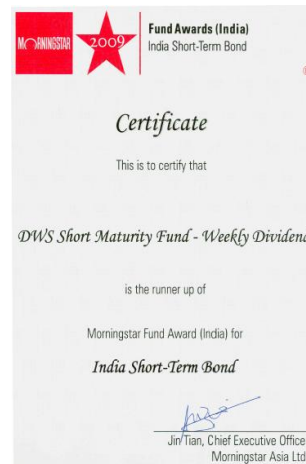 MORNINGSTAR
2009
Fund Awards (India)
India Short-Term Bond
Certificate
This is to certify that
DWS Short Maturity Fund - Weekly Dividend
is the runner up of
Morningstar Fund Award (India) for
India Short-Term Bond
Jin Tian, Chief Executive Office
Morningstar Asia Ltd